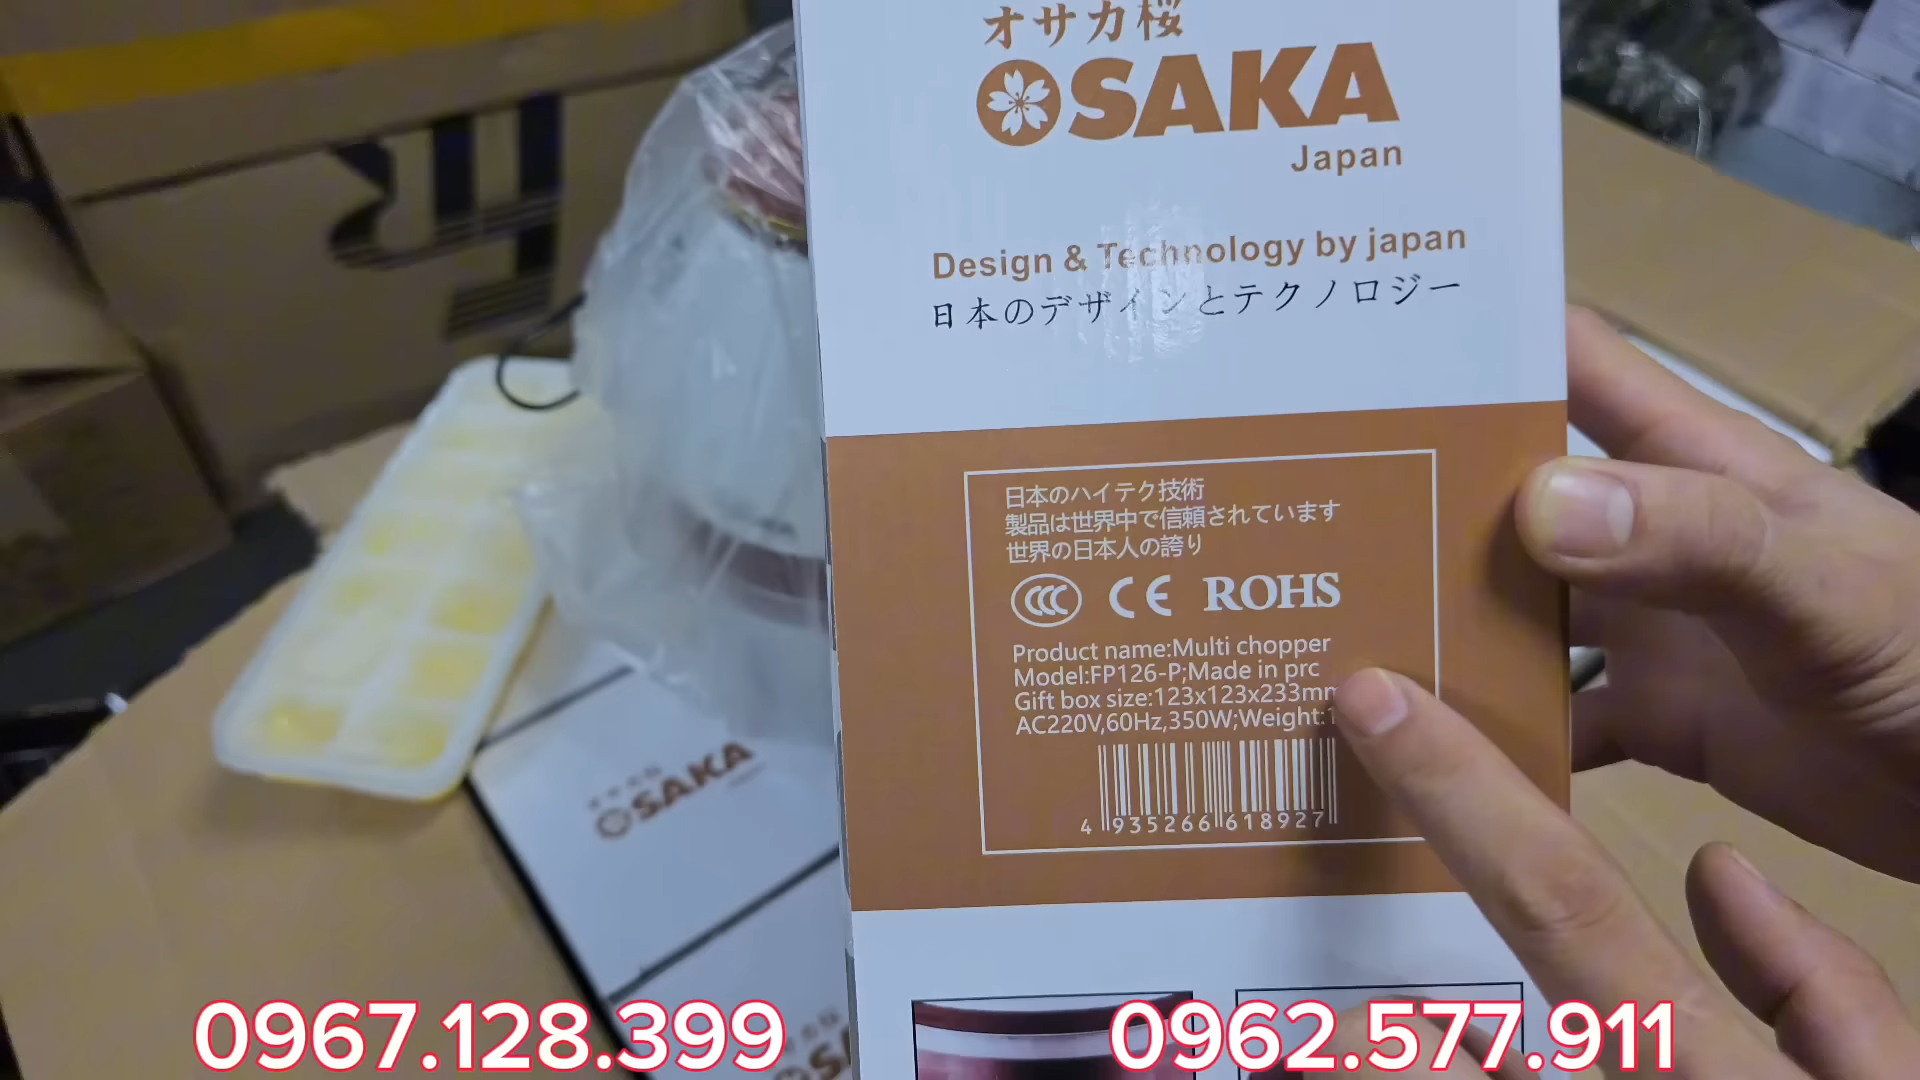 オサカ桜
OSAKA
Japan
Design & Technology by japan
日本のデザインとテクノロジー
日本のハイテク技術
製品は世界中で信頼されています
世界の日本人の誇り
CCC CE ROHS
Product name:Multi chopper
Model:FP126-P;Made in prc
Gift box size:123x123x233mm
AC220V,60Hz,350W;Weight:1
4 935266 618927
OSAKA
0967.128.399
0962.577.911